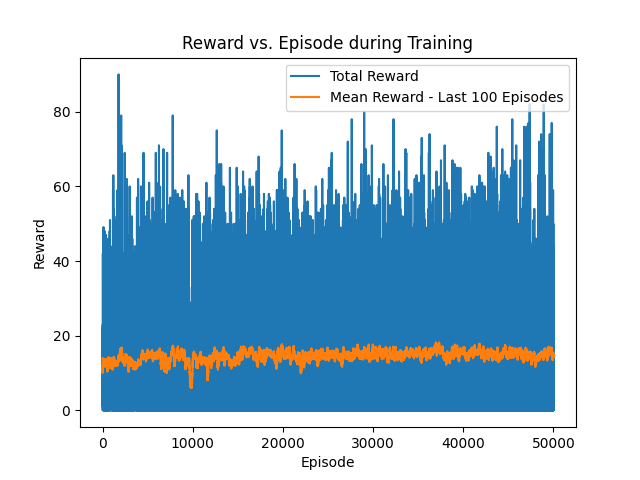 Reward vs. Episode during Training
Total Reward
Mean Reward - Last 100 Episodes
80
60
40
20
0
Reward
0 10000 20000 30000 40000 50000
Episode